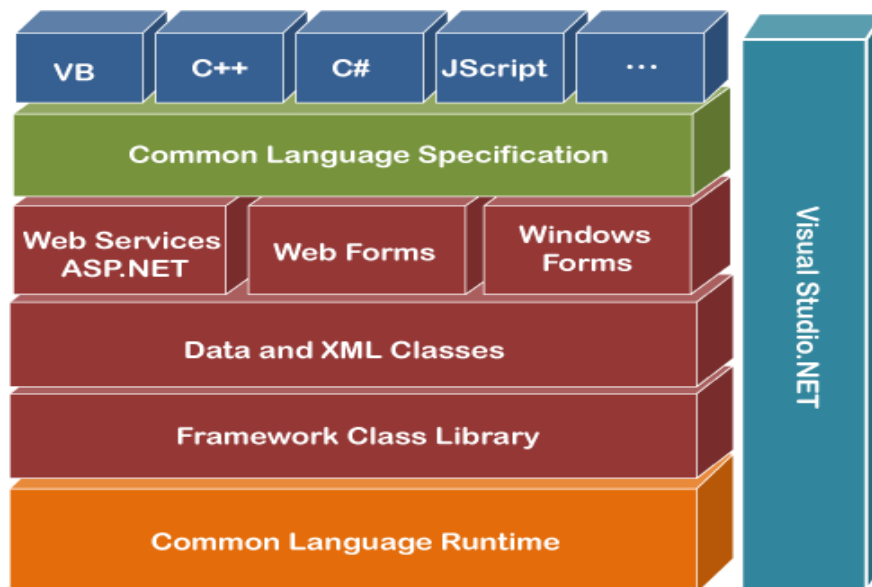 VB
C++
C#
JScript
...
Common Language Specification
Web Services
ASP.NET
Web Forms
Windows
Forms
Data and XML Classes
Framework Class Library
Common Language Runtime
Visual Studio.NET